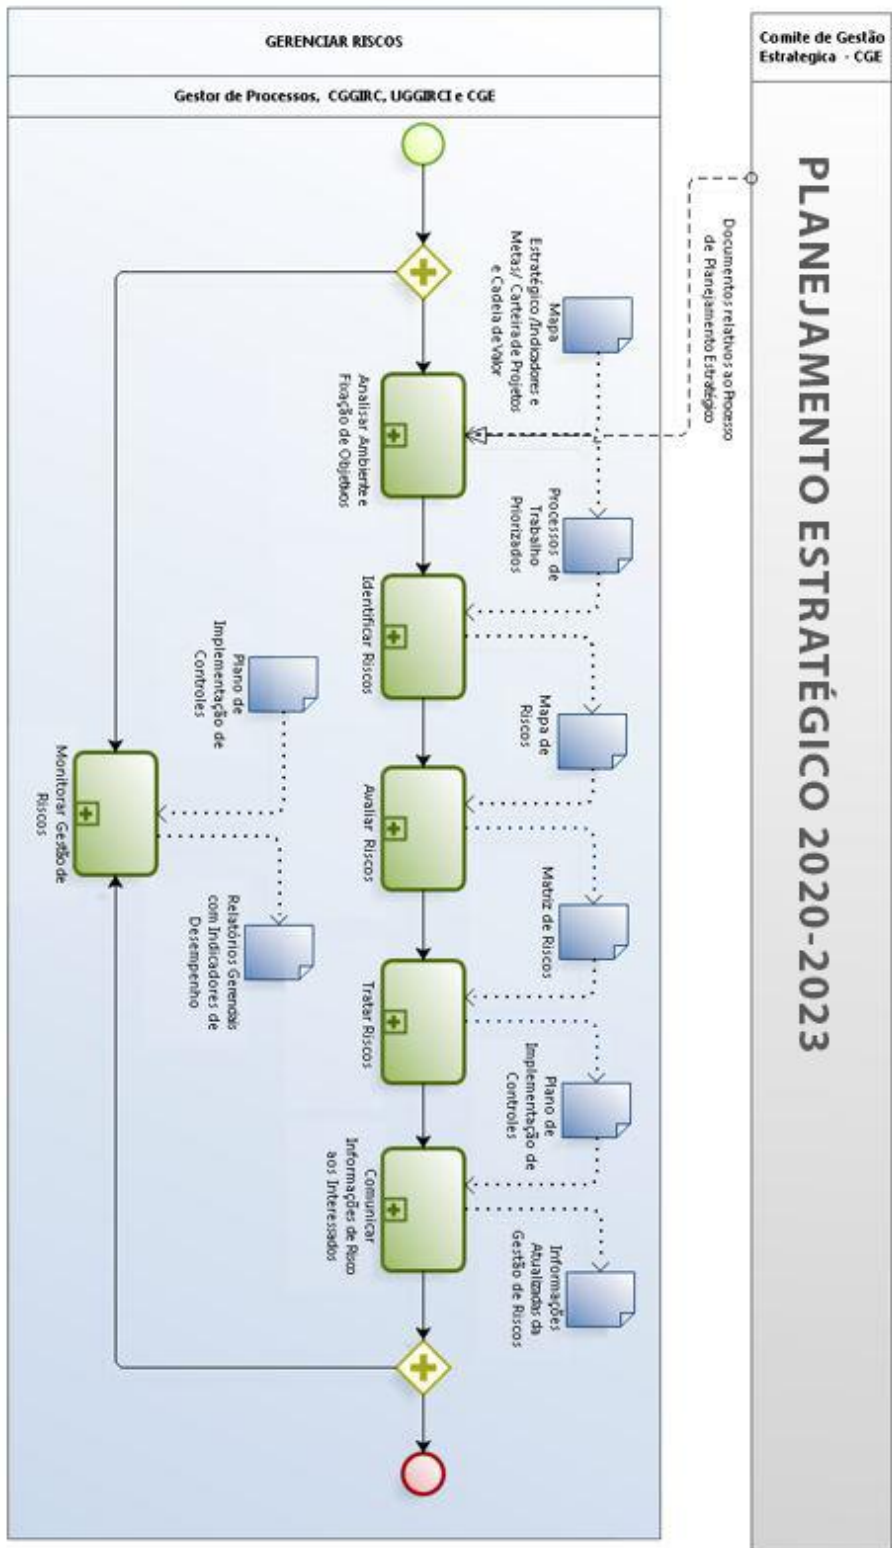 GERENCIAR RISCOS
Gestor de Processos, CGGIRC, UGGIRCI e CGE
Comite de Gestão
Estrategica - CGE
PLANEJAMENTO ESTRATÉGICO 2020-2023
Documentos relativos ao Processo
de Planejamento Estratégico
Mapa
Estratégico /Indicadores e
Metas/ Carteira de Projetos
e Cadeia de Valor
Analisar Ambiente e
Fixação de Objetivos
Processos de
Trabalho
Priorizados
Identificar Riscos
Mapa de
Riscos
Avaliar Riscos
Matriz de Riscos
Tratar Riscos
Plano de
Implementação de
Controles
Comunicar
Informações de Risco
aos Interessados
Informações
Atualizadas da
Gestão de Riscos
Plano de
Implementação de
Controles
Monitorar Gestão de
Riscos
Relatórios Gerenciais
com Indicadores de
Desempenho